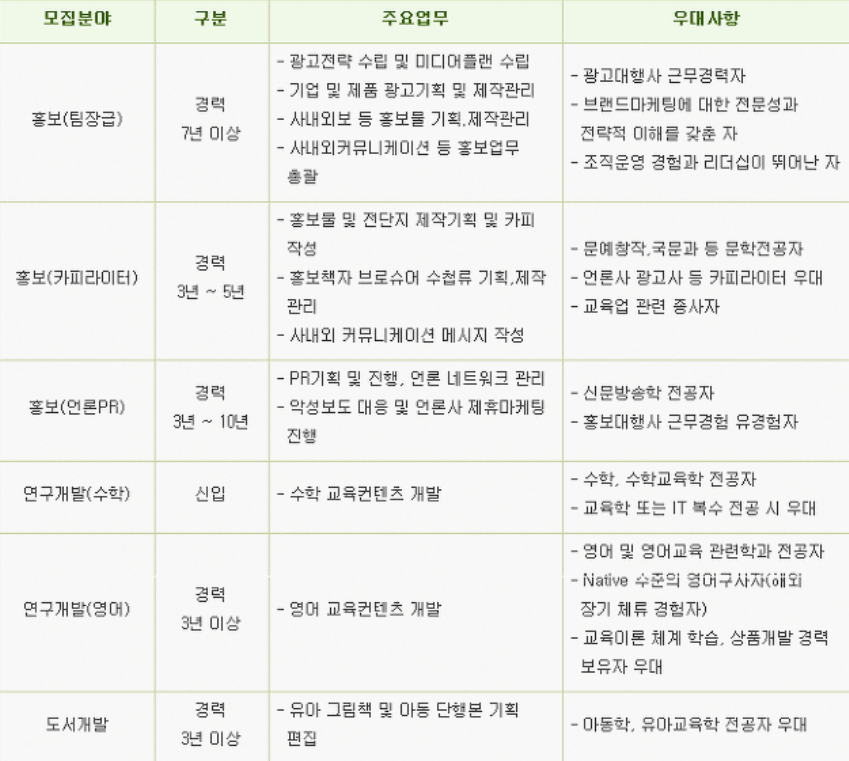 모집분야 구분 주요업무 우대사항
홍보(팀장급)
경력
7년 이상
- 광고전략 수립 및 미디어플랜 수립
- 기업 및 제품 광고기획 및 제작관리
- 사내외보 등 홍보물 기획,제작관리
- 사내외커뮤니케이션 등 홍보업무
총괄
- 광고대행사 근무경력자
- 브랜드마케팅에 대한 전문성과
전략적 이해를 갖춘 자
- 조직운영 경험과 리더십이 뛰어난 자
홍보(카피라이터)
경력
3년 ~ 5년
- 홍보물 및 전단지 제작기획 및 카피
작성
- 홍보책자 브로슈어 수첩류 기획,제작
관리
- 사내외 커뮤니케이션 메시지 작성
- 문예창작,국문과 등 문학전공자
- 언론사 광고사 등 카피라이터 우대
- 교육업 관련 종사자
홍보(언론PR)
경력
3년 ~ 10년
- PR기획 및 진행, 언론 네트워크 관리
- 악성보도 대응 및 언론사 제휴마케팅
진행
- 신문방송학 전공자
- 홍보대행사 근무경험 유경험자
연구개발(수학)
신입
- 수학 교육컨텐츠 개발
- 수학, 수학교육학 전공자
- 교육학 또는 IT 복수 전공 시 우대
연구개발(영어)
경력
3년 이상
- 영어 교육컨텐츠 개발
- 영어 및 영어교육 관련학과 전공자
- Native 수준의 영어구사자(해외
장기 체류 경험자)
- 교육이론 체계 학습, 상품개발 경력
보유자 우대
도서개발
경력
3년 이상
- 유아 그림책 및 아동 단행본 기획
편집
- 아동학, 유아교육학 전공자 우대